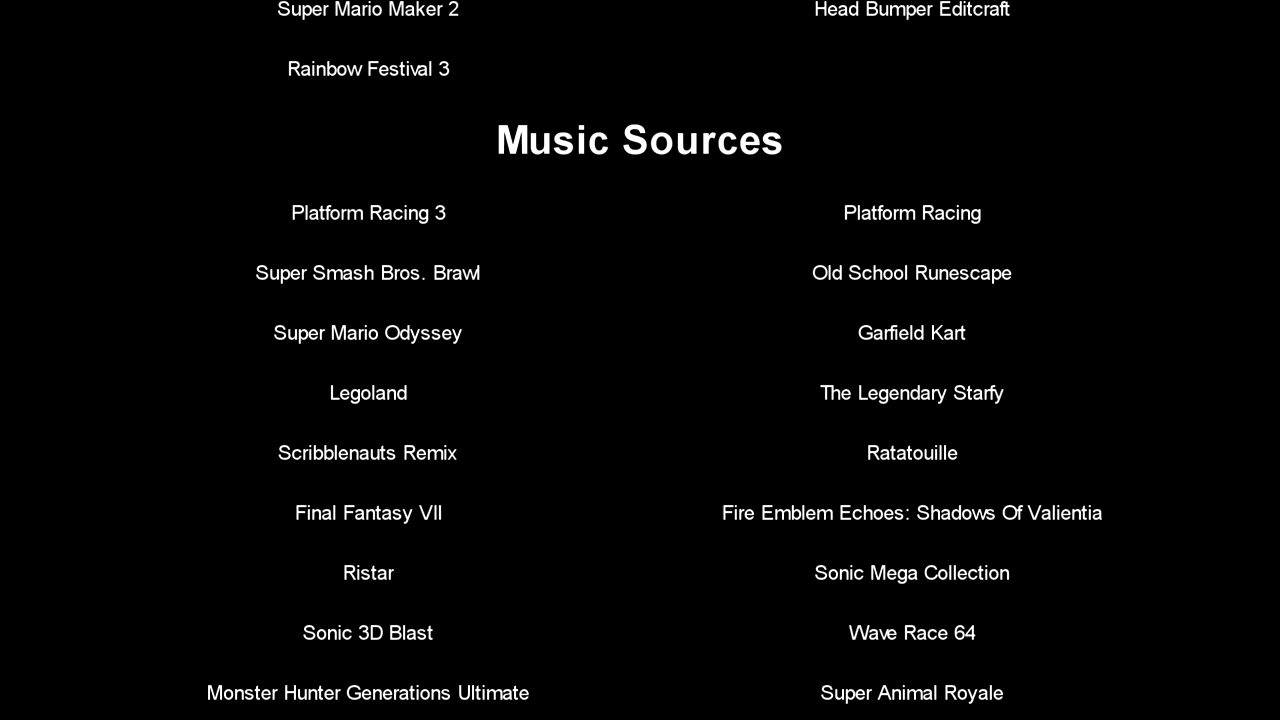 Super Mario Maker 2 Head Bumper Editcraft
Rainbow Festival 3
Music Sources
Platform Racing 3 Platform Racing
Super Smash Bros. Brawl Old School Runescape
Super Mario Odyssey Garfield Kart
Legoland The Legendary Starfy
Scribblenauts Remix Ratatouille
Final Fantasy VII Fire Emblem Echoes: Shadows Of Valientia
Ristar Sonic Mega Collection
Sonic 3D Blast Wave Race 64
Monster Hunter Generations Ultimate Super Animal Royale